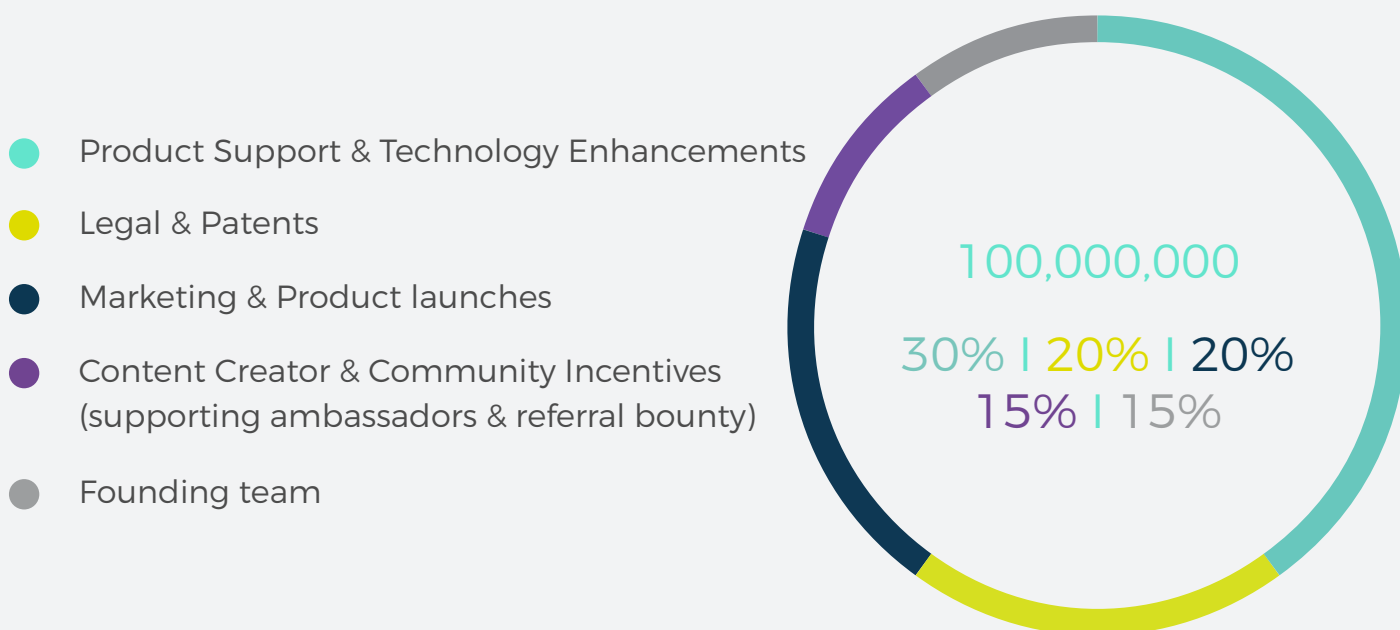 Product Support & Technology Enhancements
Legal & Patents
Marketing & Product launches
Content Creator & Community Incentives
(supporting ambassadors & referral bounty)
Founding team
100,000,000
30% | 20% | 20%
15% | 15%